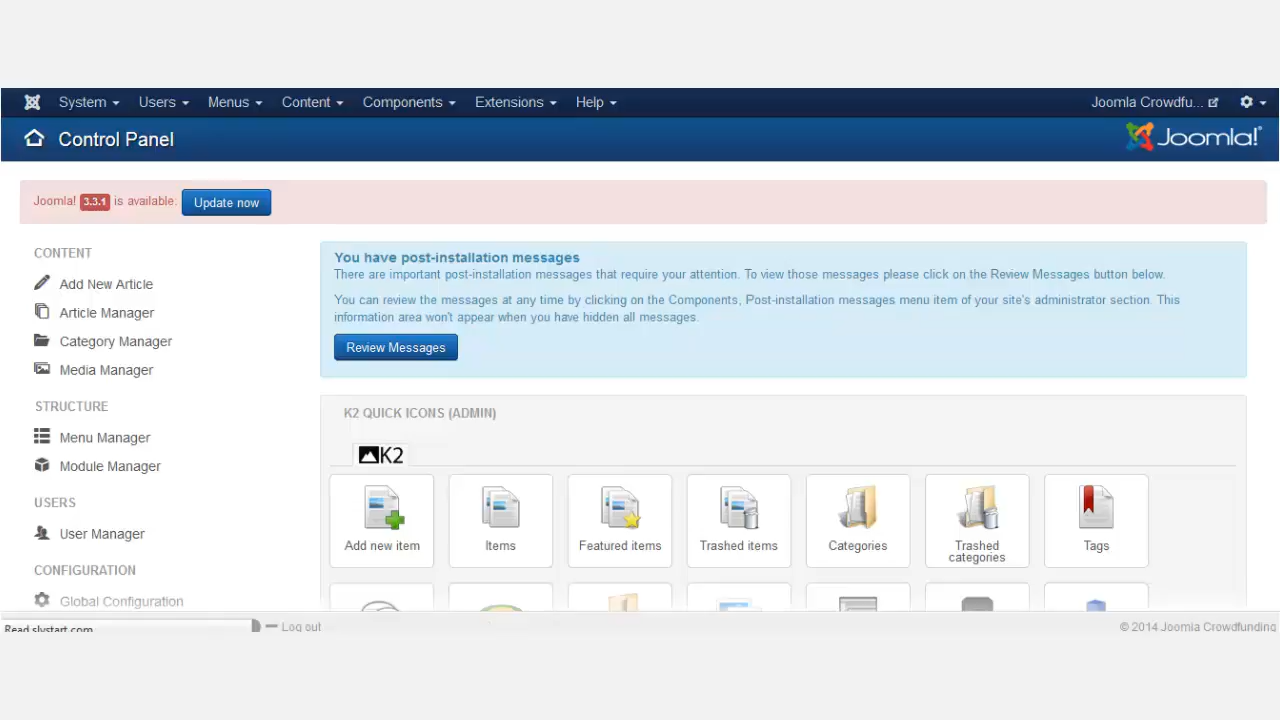 System Users Menus Content Components Extensions Help Joomla Crowdfu...
Control Panel
Joomla!®
Joomla! 3.3.1 is available: Update now
CONTENT
Add New Article
Article Manager
Category Manager
Media Manager
STRUCTURE
Menu Manager
Module Manager
USERS
User Manager
CONFIGURATION
Global Configuration
You have post-installation messages
There are important post-installation messages that require your attention. To view those messages please click on the Review Messages button below.
You can review the messages at any time by clicking on the Components, Post-installation messages menu item of your site's administrator section. This
information area won't appear when you have hidden all messages.
Review Messages
K2 QUICK ICONS (ADMIN)
K2
Add new item
Items
Featured items
Trashed items
Categories
Trashed
categories
Tags
Read slystart.com
Log out
© 2014 Joomla Crowdfunding